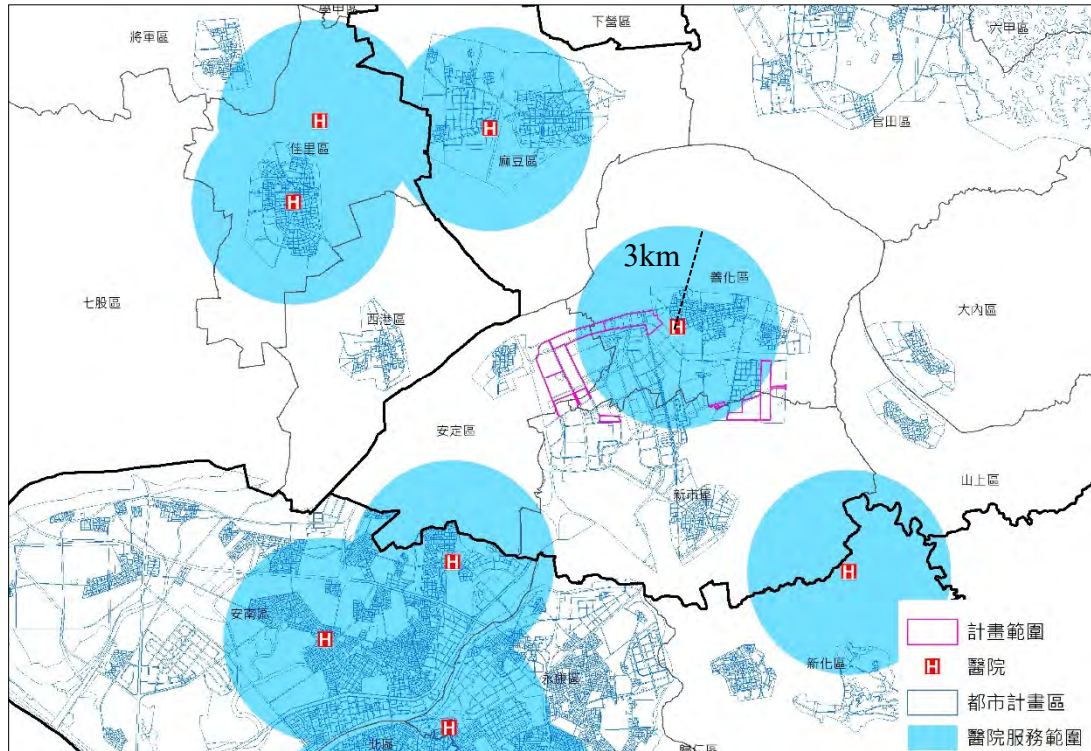 學甲區
下營區
六甲區
將軍區
官田區
佳里區
麻豆區
3km
善化區
七股區
大內區
西港區
安定區
山上區
新市區
安南區
新化區
永康區
北區
歸仁區
計畫範圍
H 醫院
都市計畫區
醫院服務範圍